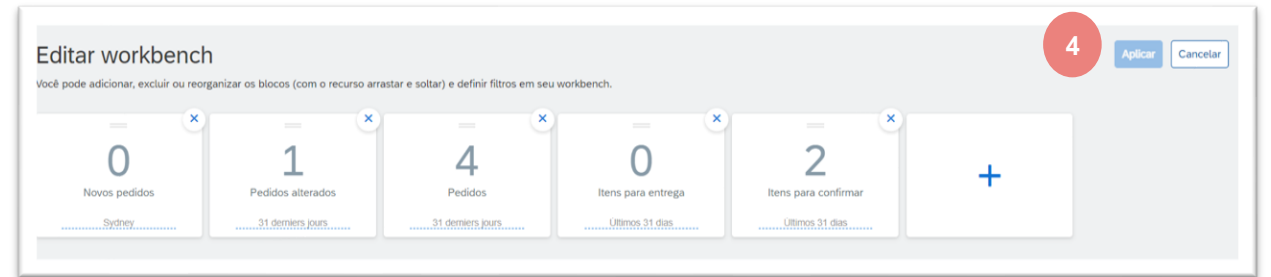 Editar workbench
4
Aplicar
Cancelar
Você pode adicionar, excluir ou reorganizar os blocos (com o recurso arrastar e soltar) e definir filtros em seu workbench.
0
Novos pedidos
Sydney
1
Pedidos alterados
31 derniers jours
4
Pedidos
31 derniers jours
0
Itens para entrega
Últimos 31 dias
2
Itens para confirmar
Últimos 31 dias
+